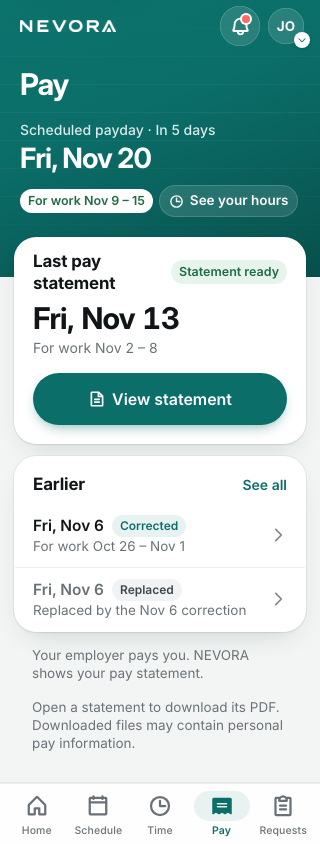 NEVORA
JO
Pay
Scheduled payday · In 5 days
Fri, Nov 20
For work Nov 9 – 15
See your hours
Last pay
statement
Statement ready
Fri, Nov 13
For work Nov 2 – 8
View statement
Earlier
See all
Fri, Nov 6
Corrected
For work Oct 26 – Nov 1
Fri, Nov 6
Replaced
Replaced by the Nov 6 correction
Your employer pays you. NEVORA
shows your pay statement.
Open a statement to download its PDF.
Downloaded files may contain personal
pay information.
Home
Schedule
Time
Pay
Requests